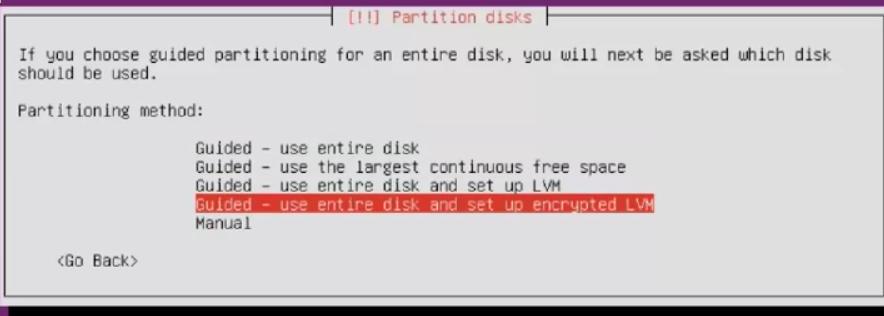 [!!] Partition disks
If you choose guided partitioning for an entire disk, you will next be asked which disk
should be used.
Partitioning method:
Guided - use entire disk
Guided - use the largest continuous free space
Guided - use entire disk and set up LVM
Guided - use entire disk and set up encrypted LVM
Manual
<Go Back>